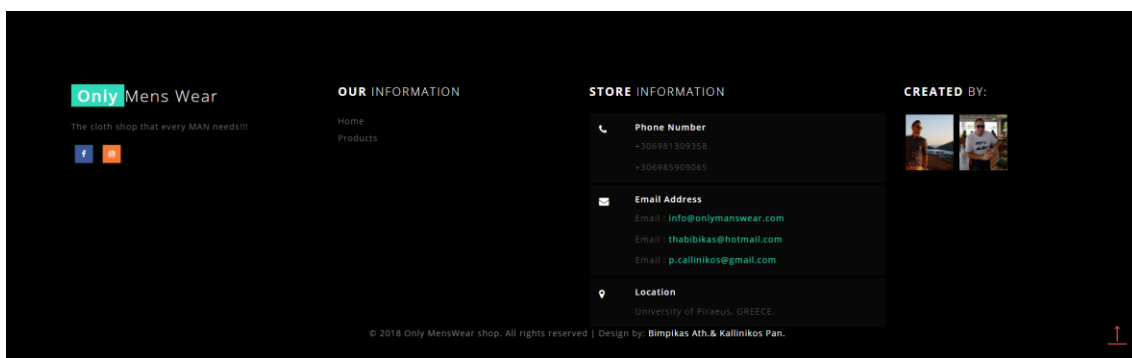 Only Mens Wear
The cloth shop that every MAN needs!!!
OUR INFORMATION
Home
Products
STORE INFORMATION
Phone Number
+306981309358
+306985909065
Email Address
Email : info@onlymanswear.com
Email : thabibikas@hotmail.com
Email : p.callinikos@gmail.com
Location
University of Piraeus, GREECE.
CREATED BY:
© 2018 Only MensWear shop. All rights reserved | Design by: Bimpikas Ath.& Kallinikos Pan.